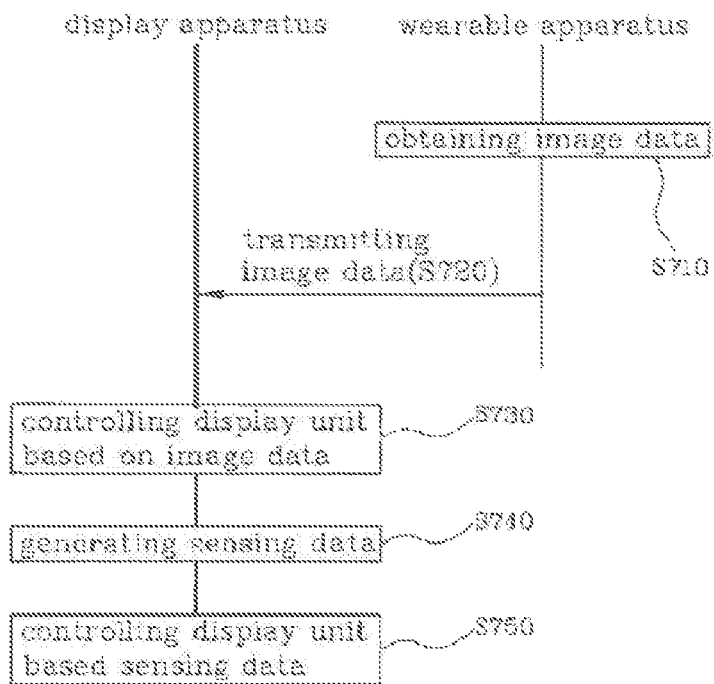 display apparatus
wearable apparatus
obtaining image data
S710
transmitting
image data(S720)
controlling display unit
based on image data
S730
generating sensing data
S740
controlling display unit
based sensing data
S750